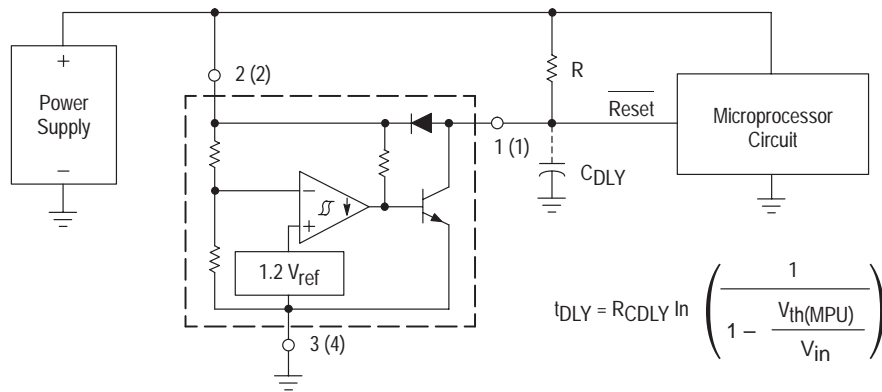 2 (2)
R
Reset
Power
Supply
+
−
1 (1)
Microprocessor
Circuit
CDLY
−
+
1.2 Vref
3 (4)
tDLY = RCDLY ln ( 1 / 1 − Vth(MPU) / Vin )